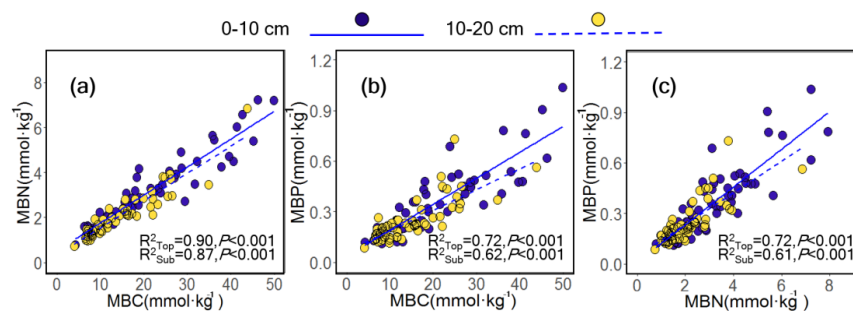 0-10 cm 10-20 cm
(a)
MBN(mmol·kg⁻¹)
8
6
4
2
0
R²Top=0.90,P<0.001
R²Sub=0.87,P<0.001
0 10 20 30 40 50
MBC(mmol·kg⁻¹)
(b)
MBP(mmol·kg⁻¹)
1.2
0.9
0.6
0.3
0.0
R²Top=0.72,P<0.001
R²Sub=0.62,P<0.001
0 10 20 30 40 50
MBC(mmol·kg⁻¹)
(c)
MBP(mmol·kg⁻¹)
1.2
0.9
0.6
0.3
0.0
R²Top=0.72,P<0.001
R²Sub=0.61,P<0.001
0 2 4 6 8
MBN(mmol·kg⁻¹)